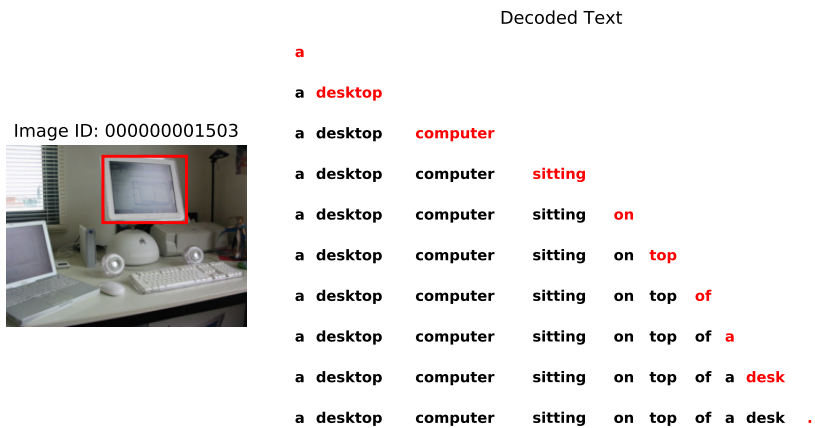 Decoded Text
a
a desktop
a desktop computer
Image ID: 000000001503
a desktop computer sitting
a desktop computer sitting on
a desktop computer sitting on top
a desktop computer sitting on top of
a desktop computer sitting on top of a
a desktop computer sitting on top of a desk
a desktop computer sitting on top of a desk .